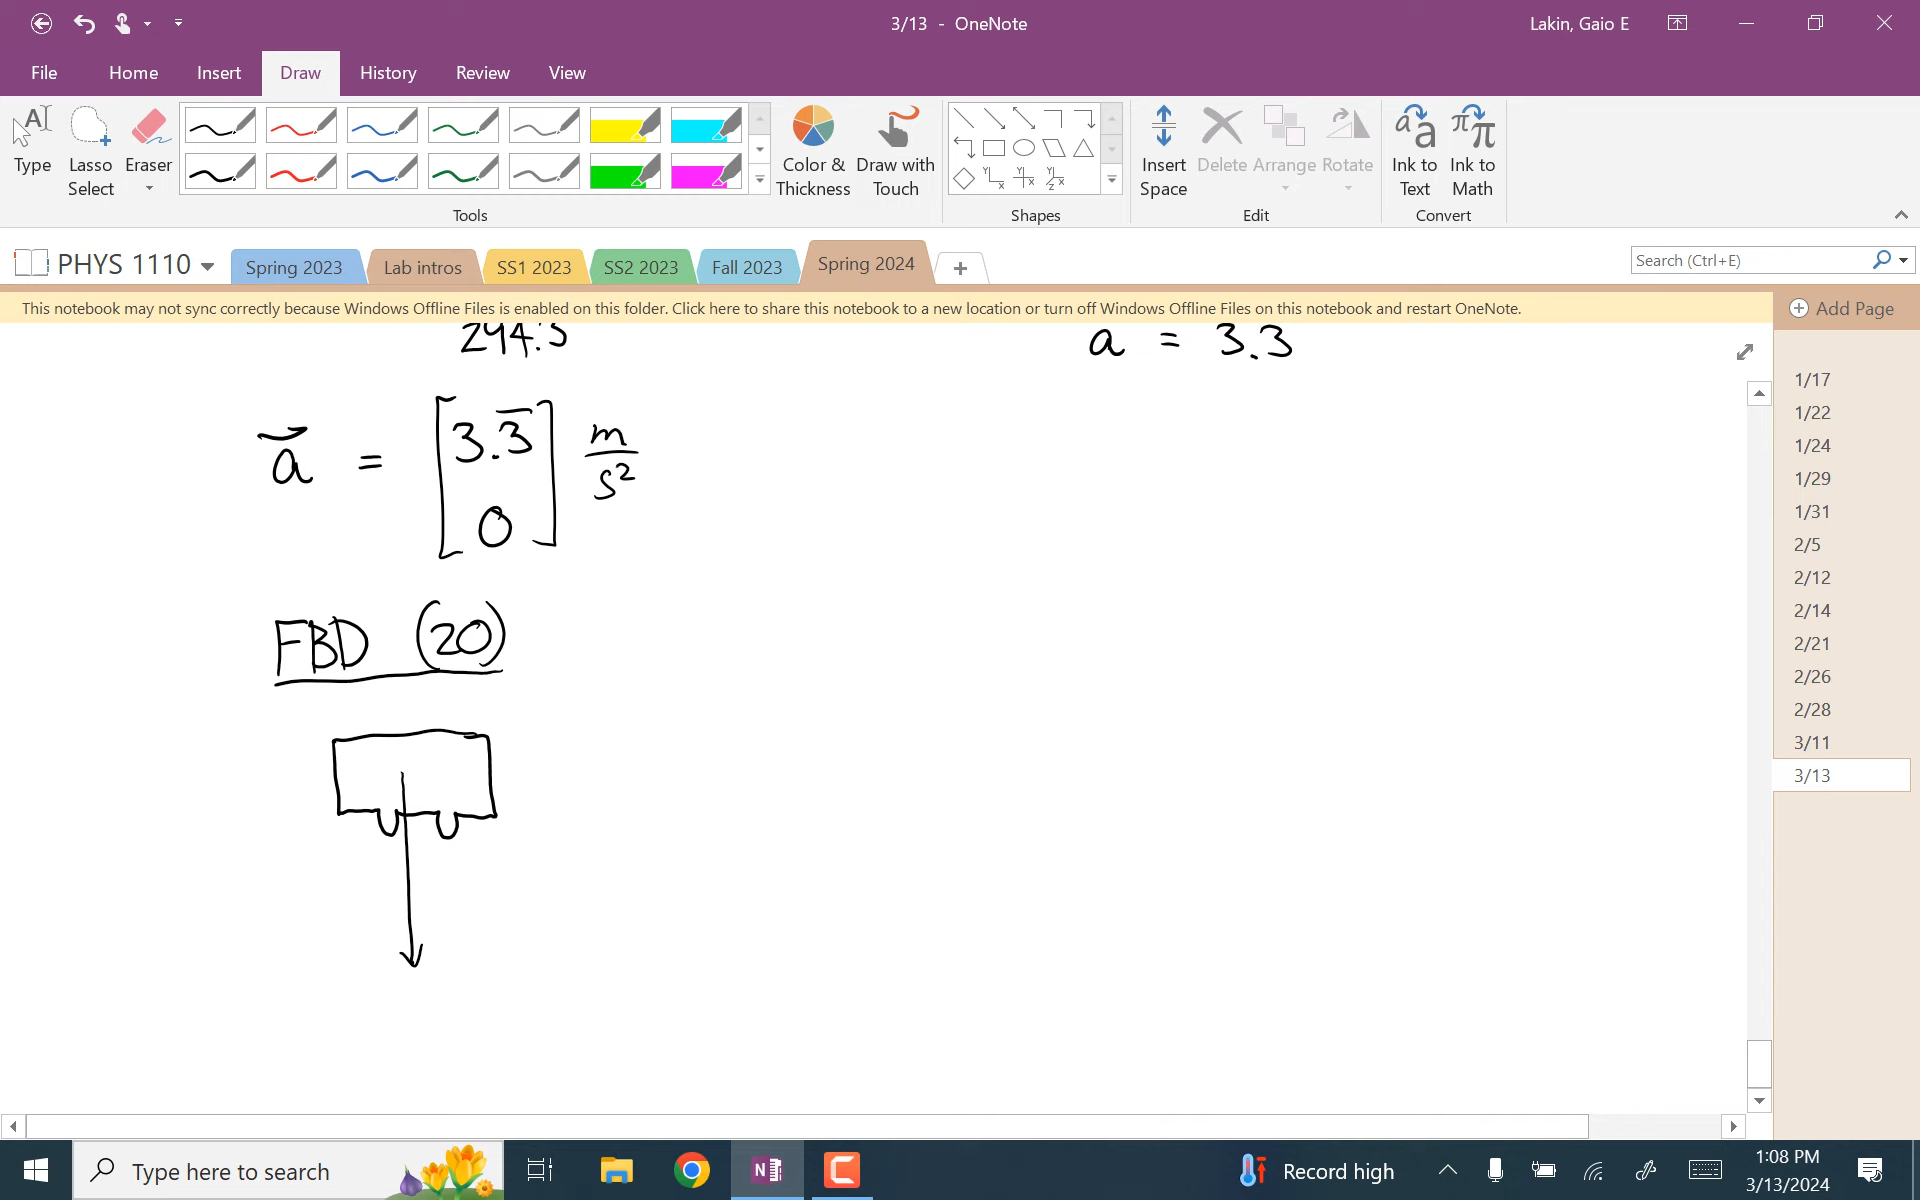 3/13 - OneNote
Lakin, Gaio E
File Home Insert Draw History Review View
Type
Lasso Select
Eraser
Color & Thickness
Draw with Touch
Insert Space
Delete
Arrange
Rotate
Ink to Text
Ink to Math
Tools
Shapes
Edit
Convert
PHYS 1110
Spring 2023
Lab intros
SS1 2023
SS2 2023
Fall 2023
Spring 2024
Search (Ctrl+E)
This notebook may not sync correctly because Windows Offline Files is enabled on this folder. Click here to share this notebook to a new location or turn off Windows Offline Files on this notebook and restart OneNote.
Add Page
1/17
1/22
1/24
1/29
1/31
2/5
2/12
2/14
2/21
2/26
2/28
3/11
3/13
294.3
a = 3.3
a⃗ = [3.3̅ 0] m/s²
FBD (20)
Type here to search
Record high
1:08 PM
3/13/2024